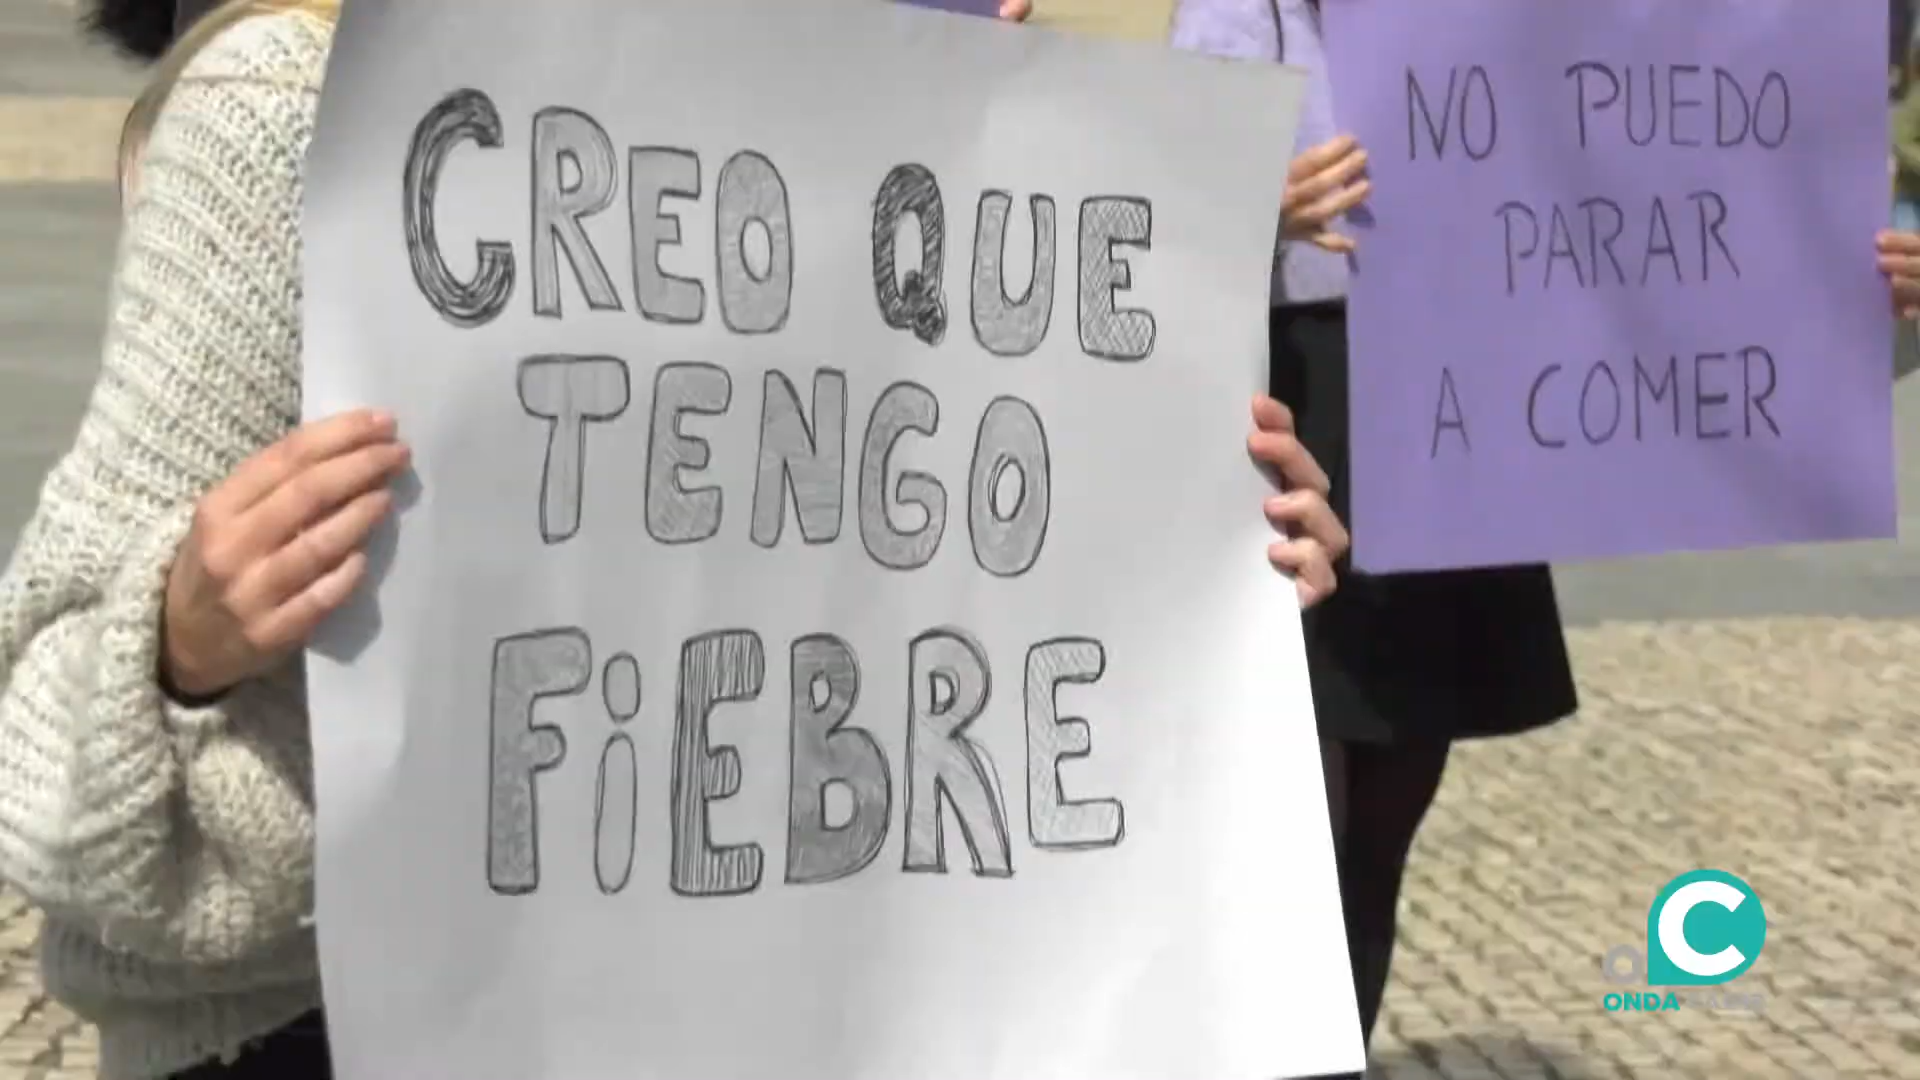 CREO QUE
TENGO
FiEBRE
NO PUEDO
PARAR
A COMER
ONDA